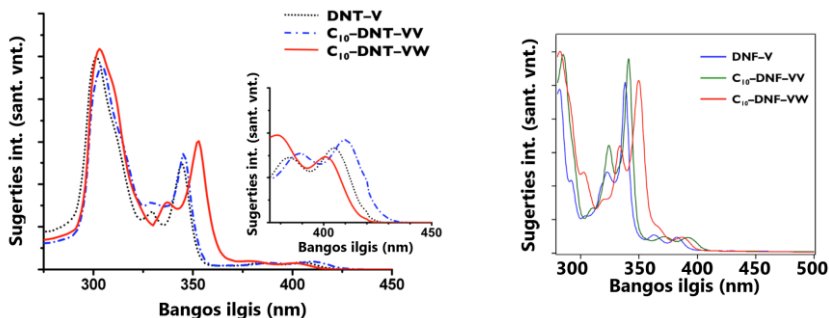 DNT–V
C₁₀–DNT–VV
C₁₀–DNT–VW
Sugerties int. (sant. vnt.)
Sugerties int. (sant. vnt.)
400
450
Bangos ilgis (nm)
300
350
400
450
Bangos ilgis (nm)
DNF–V
C₁₀–DNF–VV
C₁₀–DNF–VW
Sugerties int. (sant. vnt.)
300
350
400
450
500
Bangos ilgis (nm)